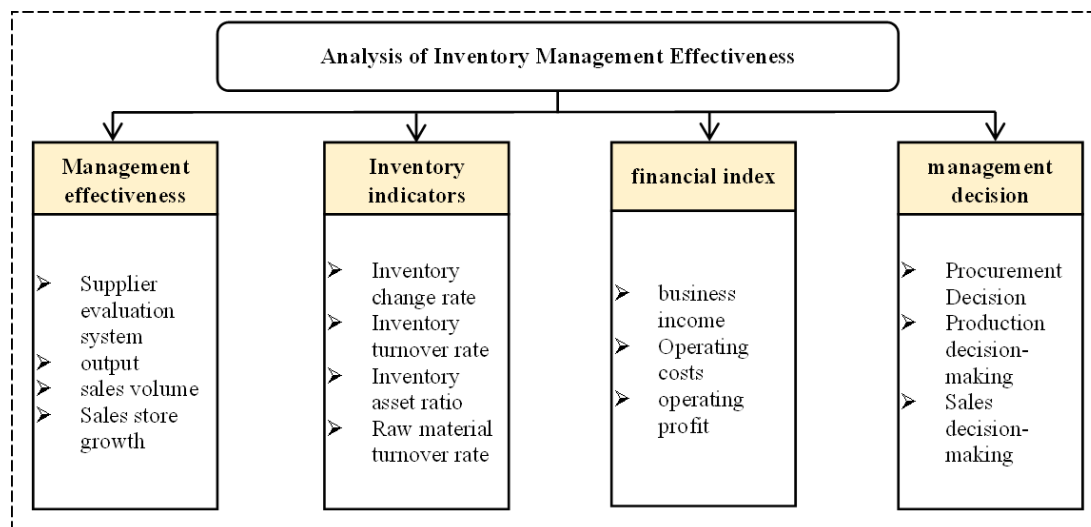 Analysis of Inventory Management Effectiveness
Management
effectiveness
Supplier
evaluation
system
output
sales volume
Sales store
growth
Inventory
indicators
Inventory
change rate
Inventory
turnover rate
Inventory
asset ratio
Raw material
turnover rate
financial index
business
income
Operating
costs
operating
profit
management
decision
Procurement
Decision
Production
decision-
making
Sales
decision-
making